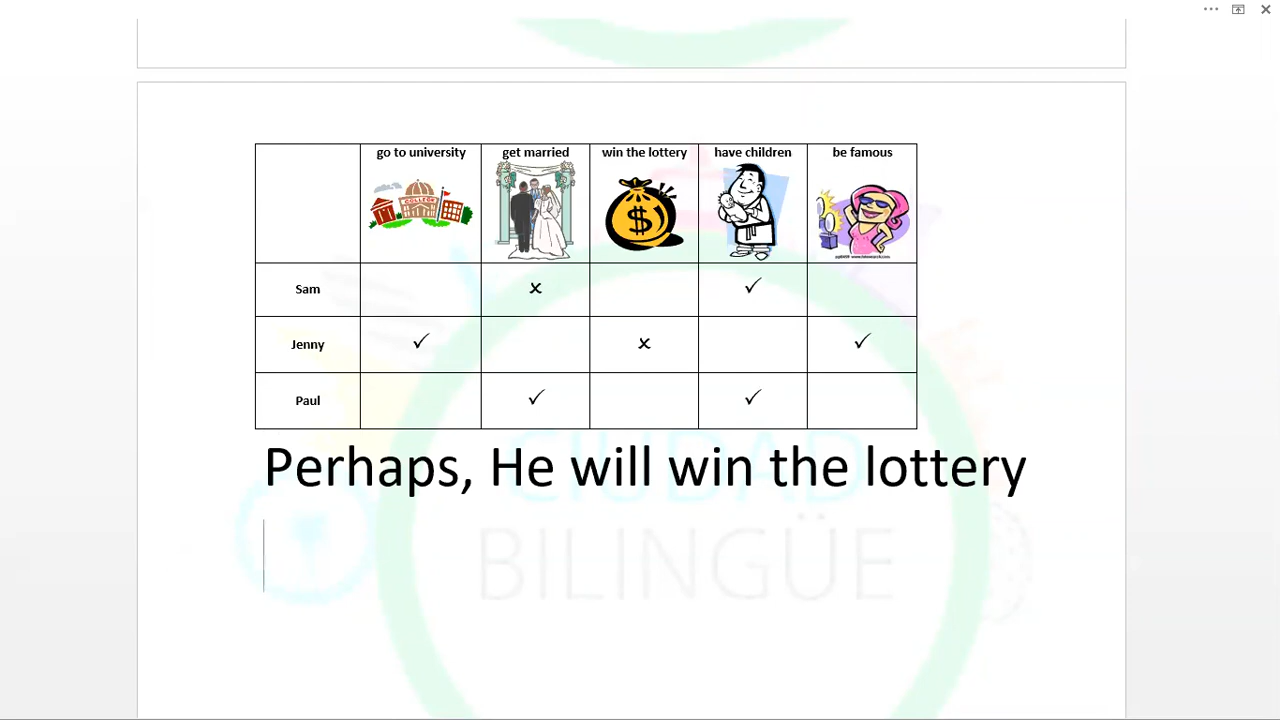 go to university get married win the lottery have children be famous
COLLEGE
Sam
Jenny
Paul
Perhaps, He will win the lottery
CIUDAD
BILINGÜE